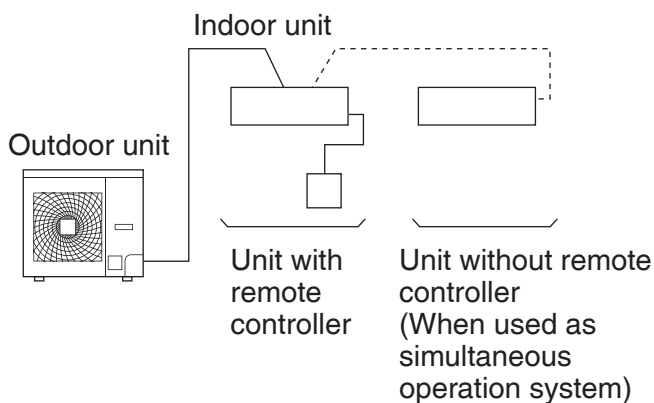 Indoor unit
Outdoor unit
Unit with
remote
controller
Unit without remote
controller
(When used as
simultaneous
operation system)